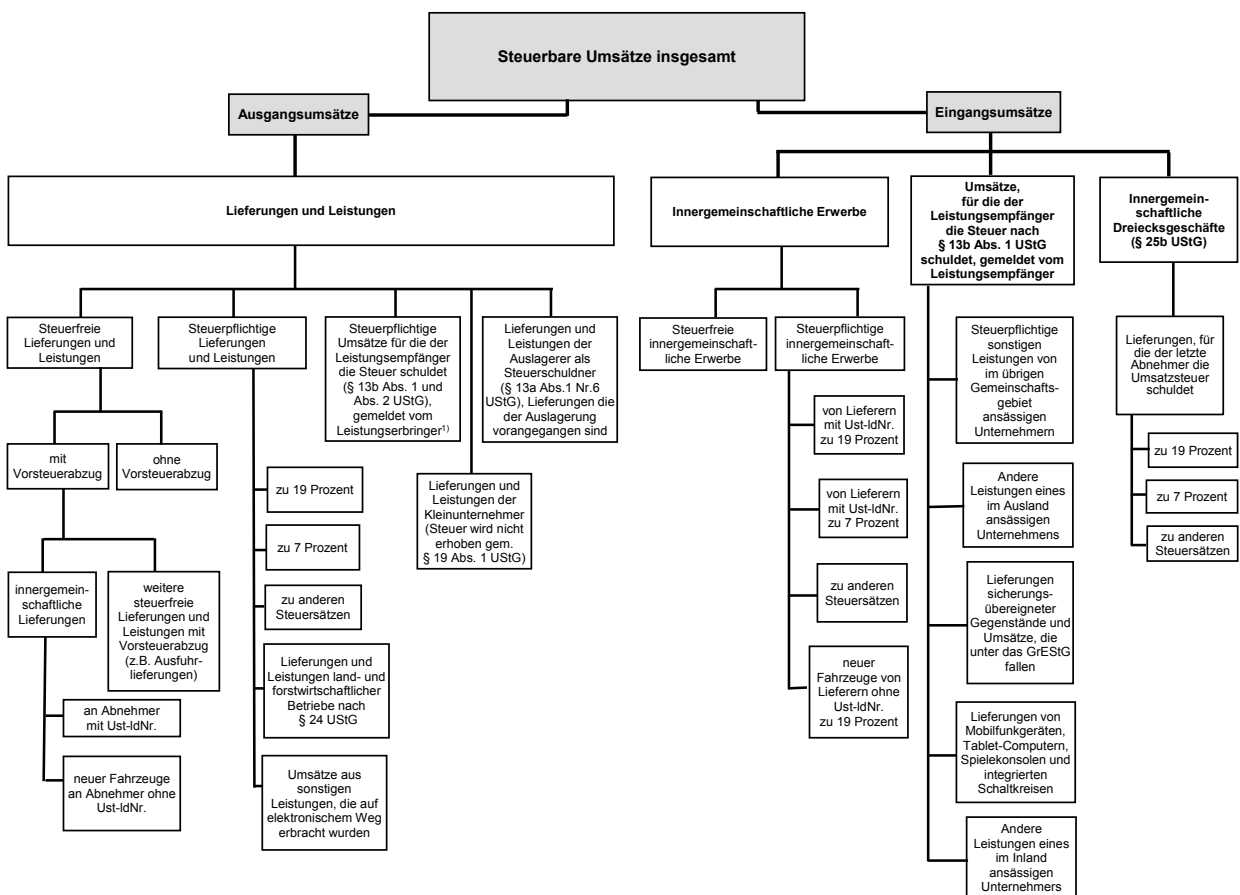 Steuerbare Umsätze insgesamt
Ausgangsumsätze
Eingangsumsätze
Lieferungen und Leistungen
Innergemeinschaftliche Erwerbe
Umsätze,
für die der
Leistungsempfänger
die Steuer nach
§ 13b Abs. 1 UStG
schuldet, gemeldet vom
Leistungsempfänger
Innergemein-
schaftliche
Dreiecksgeschäfte
(§ 25b UStG)
Steuerfreie
Lieferungen und
Leistungen
Steuerpflichtige
Lieferungen
und Leistungen
Steuerpflichtige
Umsätze für die der
Leistungsempfänger
die Steuer schuldet
(§ 13b Abs. 1 und
Abs. 2 UStG),
gemeldet vom
Leistungserbringer1)
Lieferungen und
Leistungen der
Auslagerer als
Steuerschuldner
(§ 13a Abs.1 Nr.6
UStG), Lieferungen die
der Auslagerung
vorangegangen sind
Steuerfreie
innergemeinschaft-
liche Erwerbe
Steuerpflichtige
innergemeinschaft-
liche Erwerbe
Steuerpflichtige
sonstigen
Leistungen von
im übrigen
Gemeinschafts-
gebiet
ansässigen
Unternehmern
Lieferungen, für
die der letzte
Abnehmer die
Umsatzsteuer
schuldet
mit
Vorsteuerabzug
ohne
Vorsteuerabzug
zu 19 Prozent
zu 7 Prozent
zu anderen
Steuersätzen
Lieferungen und
Leistungen land- und
forstwirtschaftlicher
Betriebe nach
§ 24 UStG
Umsätze aus
sonstigen
Leistungen, die auf
elektronischem Weg
erbracht wurden
Lieferungen und
Leistungen der
Kleinunternehmer
(Steuer wird nicht
erhoben gem.
§ 19 Abs. 1 UStG)
innergemein-
schaftliche
Lieferungen
weitere
steuerfreie
Lieferungen und
Leistungen mit
Vorsteuerabzug
(z.B. Ausfuhr-
lieferungen)
an Abnehmer
mit Ust-IdNr.
neuer Fahrzeuge
an Abnehmer ohne
Ust-IdNr.
von Lieferern
mit Ust-IdNr.
zu 19 Prozent
von Lieferern
mit Ust-IdNr.
zu 7 Prozent
zu anderen
Steuersätzen
neuer
Fahrzeuge von
Lieferern ohne
Ust-IdNr.
zu 19 Prozent
Andere
Leistungen eines
im Ausland
ansässigen
Unternehmens
Lieferungen
sicherungs-
übereigneter
Gegenstände und
Umsätze, die
unter das GrEStG
fallen
Lieferungen von
Mobilfunkgeräten,
Tablet-Computern,
Spielekonsolen und
integrierten
Schaltkreisen
Andere
Leistungen eines
im Inland
ansässigen
Unternehmers
zu 19 Prozent
zu 7 Prozent
zu anderen
Steuersätzen